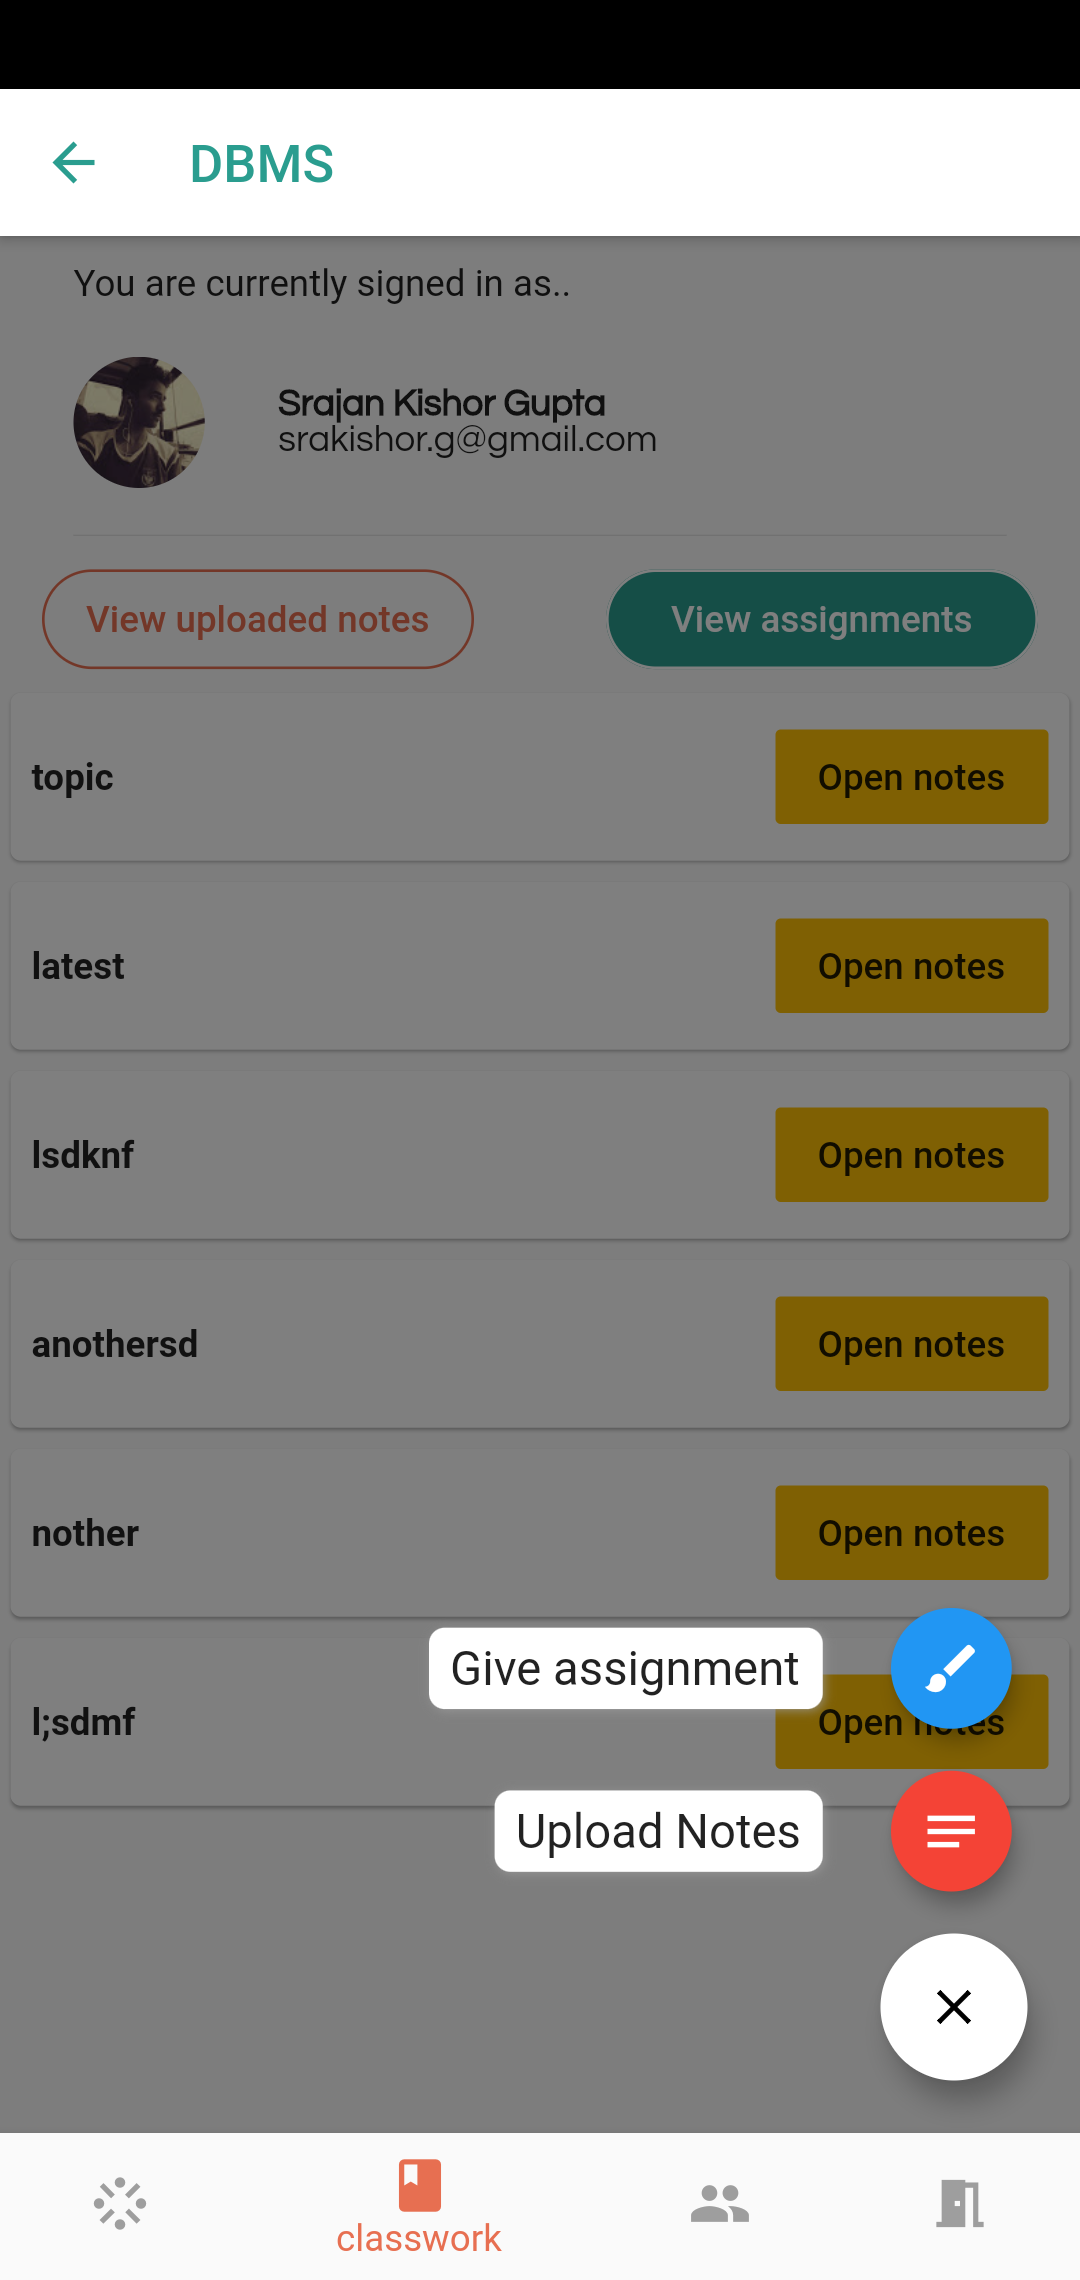 DBMS
You are currently signed in as..
Srajan Kishor Gupta
srakishor.g@gmail.com
View uploaded notes
View assignments
topic
Open notes
latest
Open notes
lsdknf
Open notes
anothersd
Open notes
nother
Open notes
Give assignment
l;sdmf
Open notes
Upload Notes
classwork